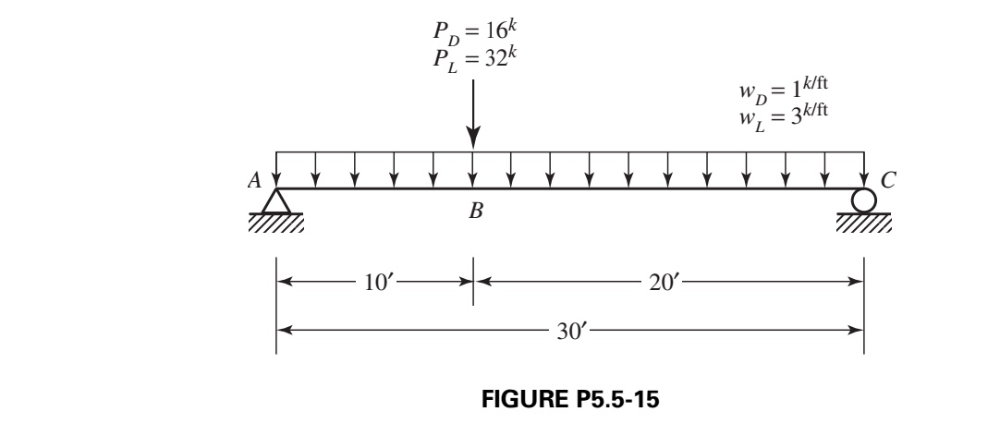 P_D = 16^k
P_L = 32^k
w_D = 1^k/ft
w_L = 3^k/ft
A
C
B
10′
20′
30′
FIGURE P5.5-15